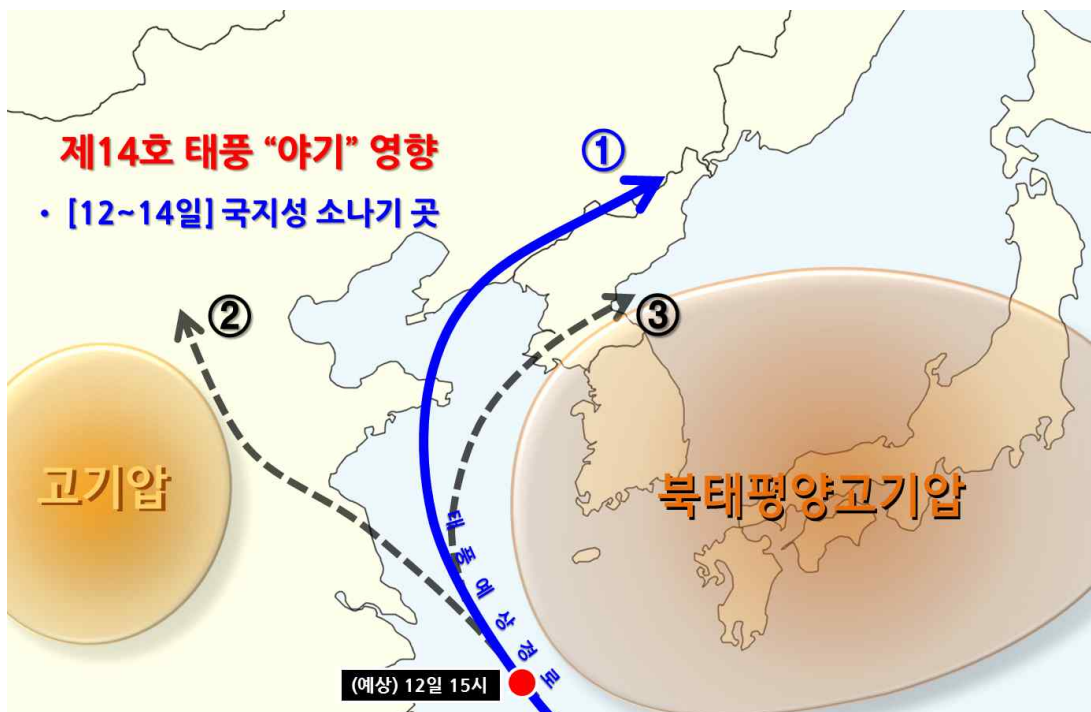 제14호 태풍 “야기” 영향
• [12~14일] 국지성 소나기 곳
①
②
③
고기압
북태평양고기압
태풍예상경로
(예상) 12일 15시